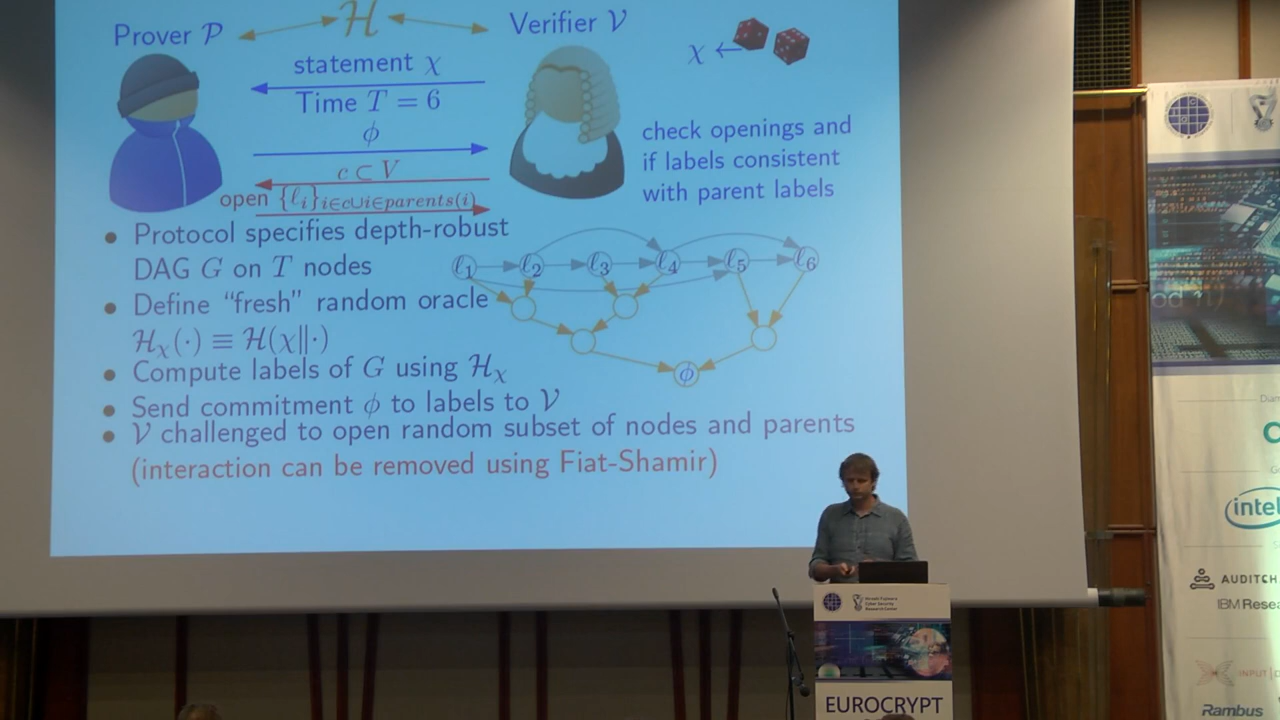 Prover P
H
Verifier V
χ ←
statement χ
Time T = 6
ϕ
c ⊂ V
open {ℓi}i∈c∪i∈parents(i)
check openings and
if labels consistent
with parent labels
• Protocol specifies depth-robust
DAG G on T nodes
• Define “fresh” random oracle
Hχ(·) ≡ H(χ∥·)
• Compute labels of G using Hχ
• Send commitment ϕ to labels to V
• V challenged to open random subset of nodes and parents
(interaction can be removed using Fiat-Shamir)
ℓ1 ℓ2 ℓ3 ℓ4 ℓ5 ℓ6
ϕ
EUROCRYPT
intel
AUDITCH
IBM Resea
INPUT
Rambus